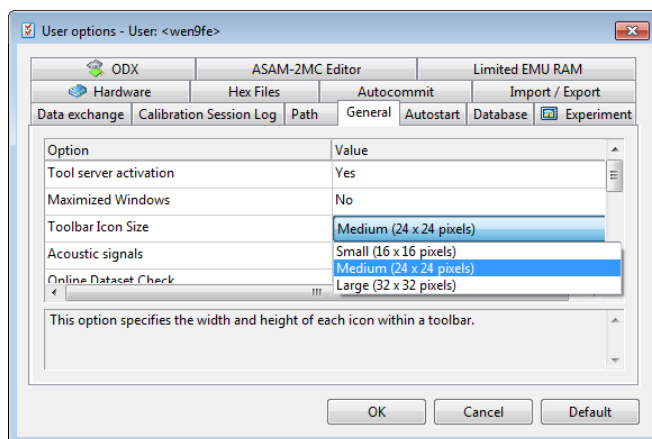 User options - User: <wen9fe>
ODX ASAM-2MC Editor Limited EMU RAM
Hardware Hex Files Autocommit Import / Export
Data exchange Calibration Session Log Path General Autostart Database Experiment
Option Value
Tool server activation Yes
Maximized Windows No
Toolbar Icon Size Medium (24 x 24 pixels)
Acoustic signals Small (16 x 16 pixels)
Medium (24 x 24 pixels)
Online Dataset Check Large (32 x 32 pixels)
This option specifies the width and height of each icon within a toolbar.
OK Cancel Default